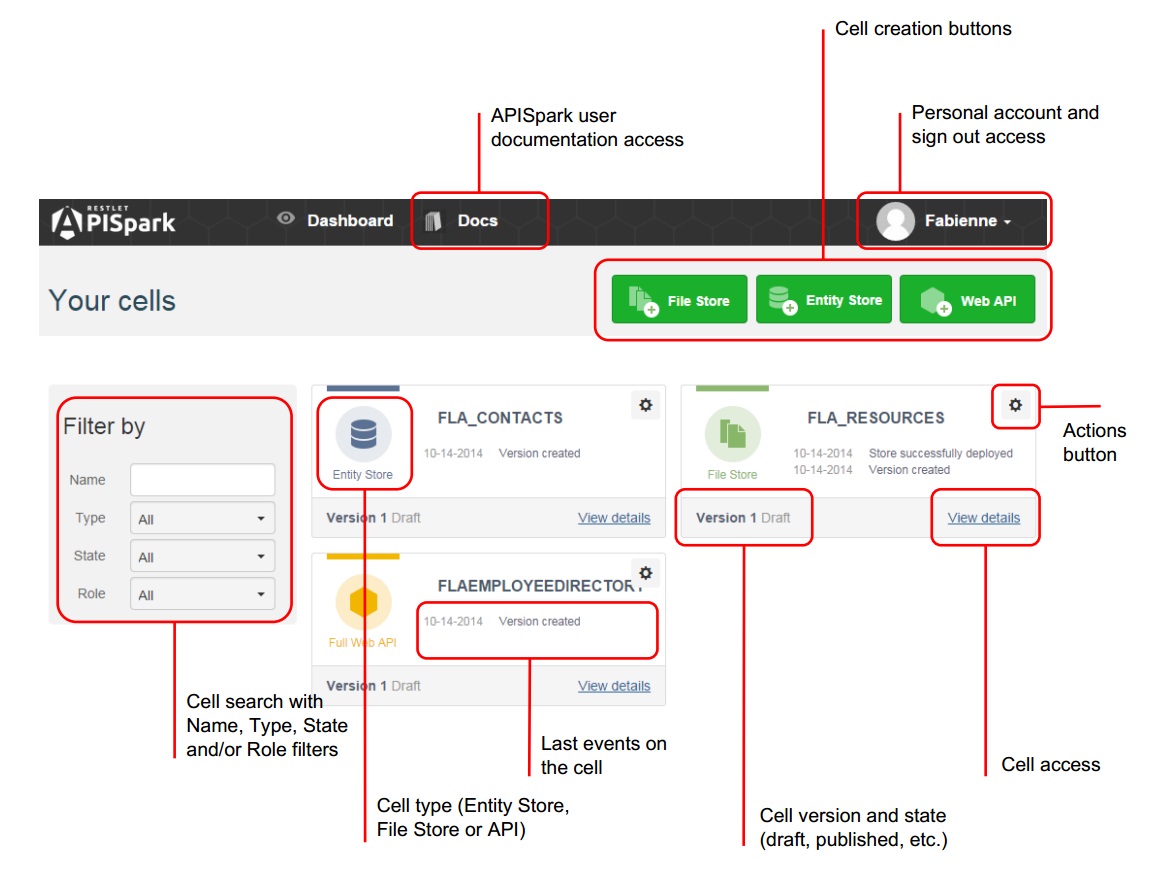 Cell creation buttons
APISpark user
documentation access
Personal account and
sign out access
RESTLET
APISpark
Dashboard
Docs
Fabienne
Your cells
File Store
Entity Store
Web API
Filter by
Name
Type
All
State
All
Role
All
FLA_CONTACTS
10-14-2014 Version created
Entity Store
Version 1 Draft
View details
FLA_RESOURCES
10-14-2014 Store successfully deployed
10-14-2014 Version created
File Store
Version 1 Draft
View details
Actions
button
FLAEMPLOYEEDIRECTORY
10-14-2014 Version created
Full Web API
Version 1 Draft
View details
Cell search with
Name, Type, State
and/or Role filters
Last events on
the cell
Cell access
Cell type (Entity Store,
File Store or API)
Cell version and state
(draft, published, etc.)